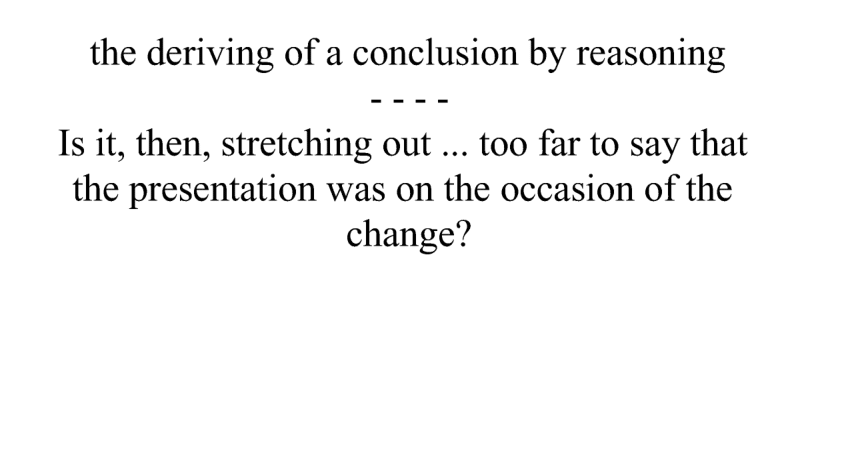 the deriving of a conclusion by reasoning
- - - -
Is it, then, stretching out ... too far to say that
the presentation was on the occasion of the
change?